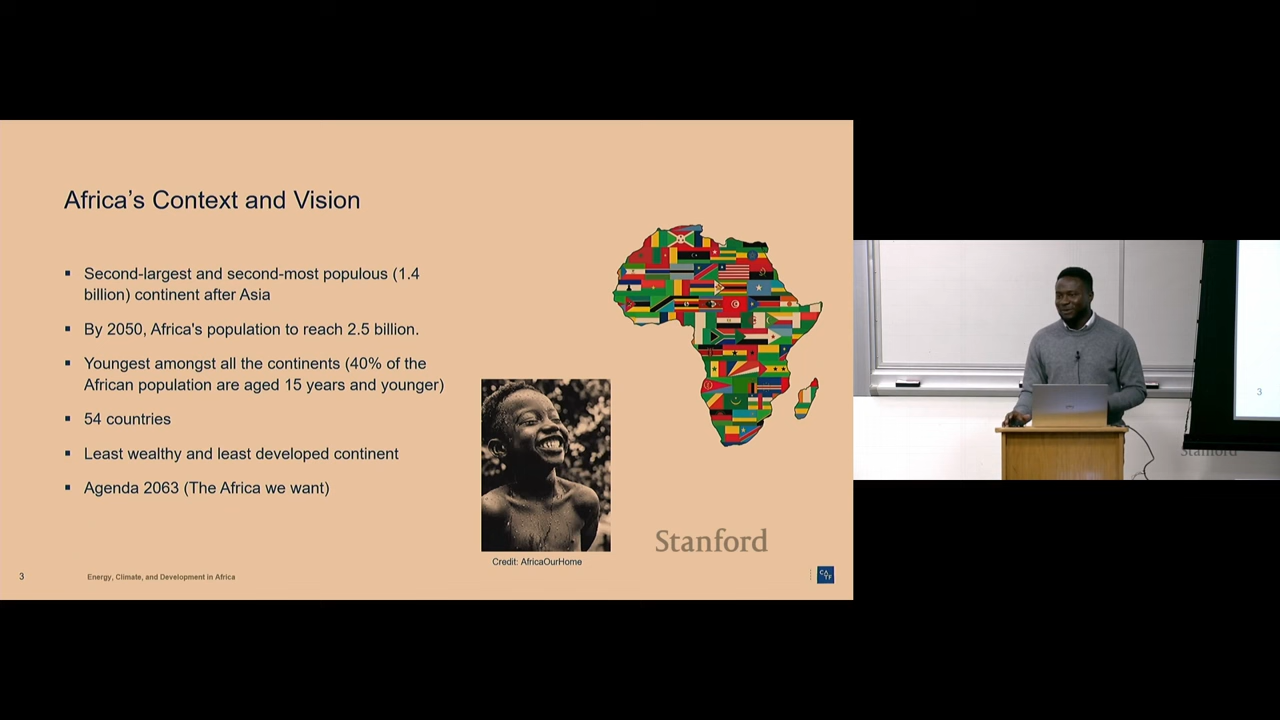 Africa’s Context and Vision
▪ Second-largest and second-most populous (1.4
billion) continent after Asia
▪ By 2050, Africa's population to reach 2.5 billion.
▪ Youngest amongst all the continents (40% of the
African population are aged 15 years and younger)
▪ 54 countries
▪ Least wealthy and least developed continent
▪ Agenda 2063 (The Africa we want)
Credit: AfricaOurHome
Stanford
3
Energy, Climate, and Development in Africa
CATF
3
Stanford